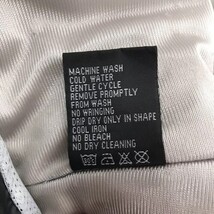 MACHINE WASH
COLD WATER
GENTLE CYCLE
REMOVE PROMPTLY
FROM WASH
NO WRINGING
DRIP DRY ONLY IN SHAPE
COOL IRON
NO BLEACH
NO DRY CLEAN